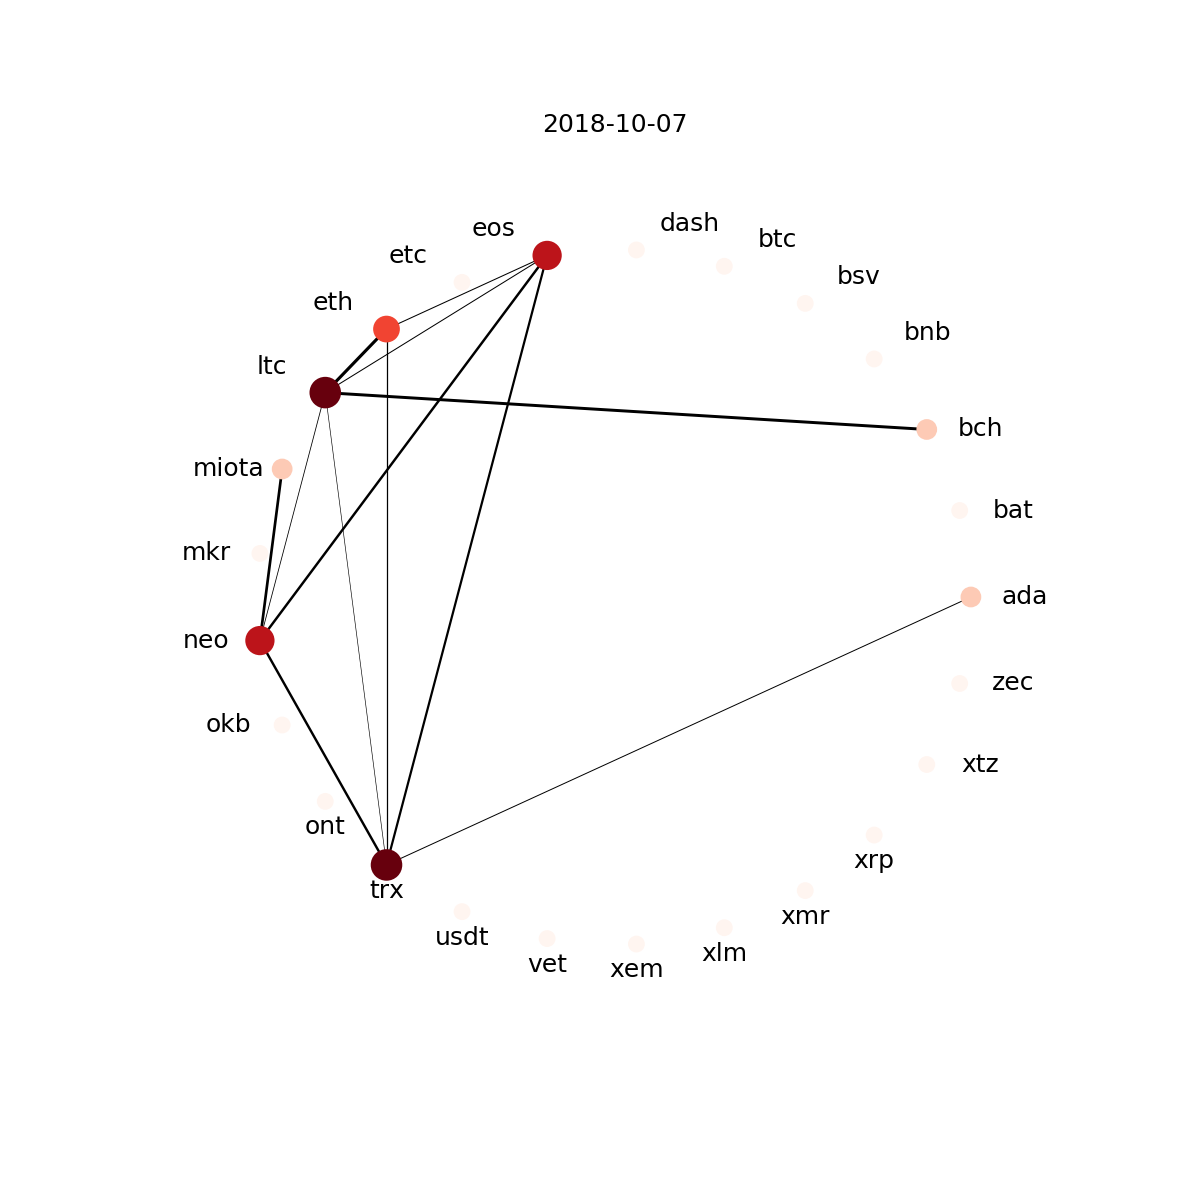 2018-10-07
dash
eos
btc
etc
bsv
eth
bnb
ltc
bch
miota
bat
mkr
ada
neo
zec
okb
xtz
ont
xrp
trx
xmr
usdt
xlm
vet
xem